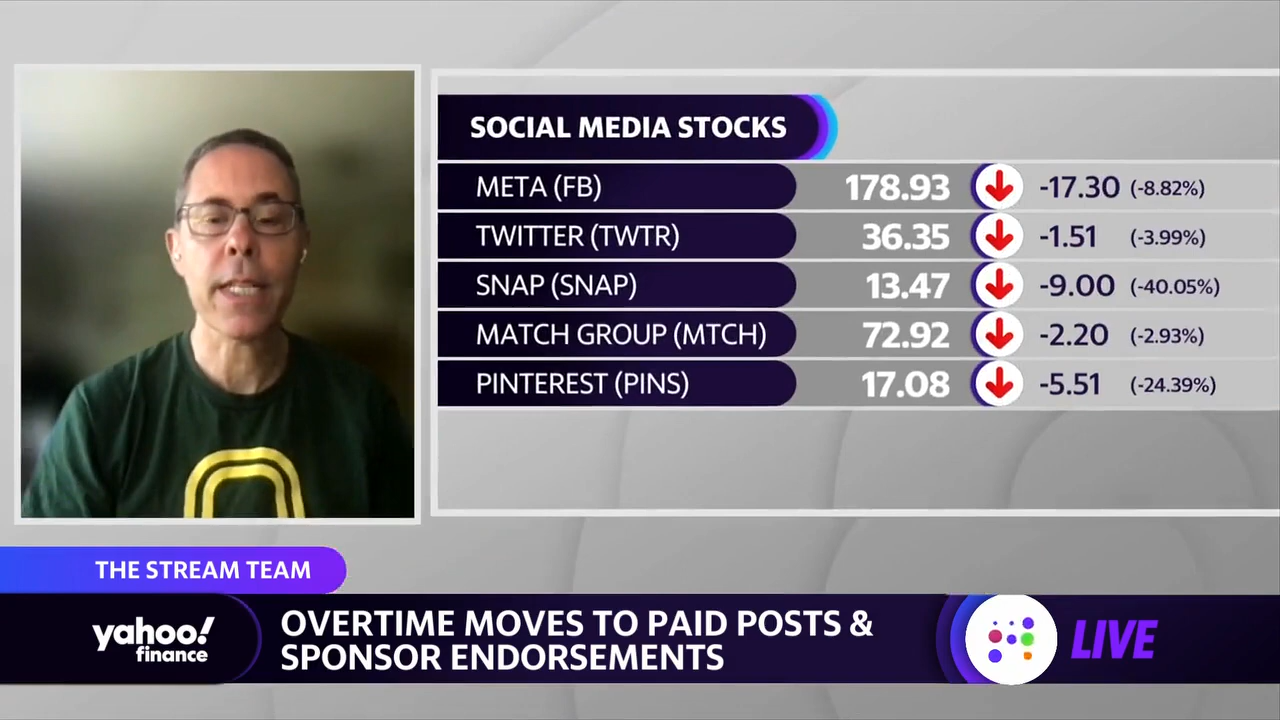 SOCIAL MEDIA STOCKS
META (FB) 178.93 -17.30 (-8.82%)
TWITTER (TWTR) 36.35 -1.51 (-3.99%)
SNAP (SNAP) 13.47 -9.00 (-40.05%)
MATCH GROUP (MTCH) 72.92 -2.20 (-2.93%)
PINTEREST (PINS) 17.08 -5.51 (-24.39%)
THE STREAM TEAM
yahoo!
finance
OVERTIME MOVES TO PAID POSTS &
SPONSOR ENDORSEMENTS
LIVE